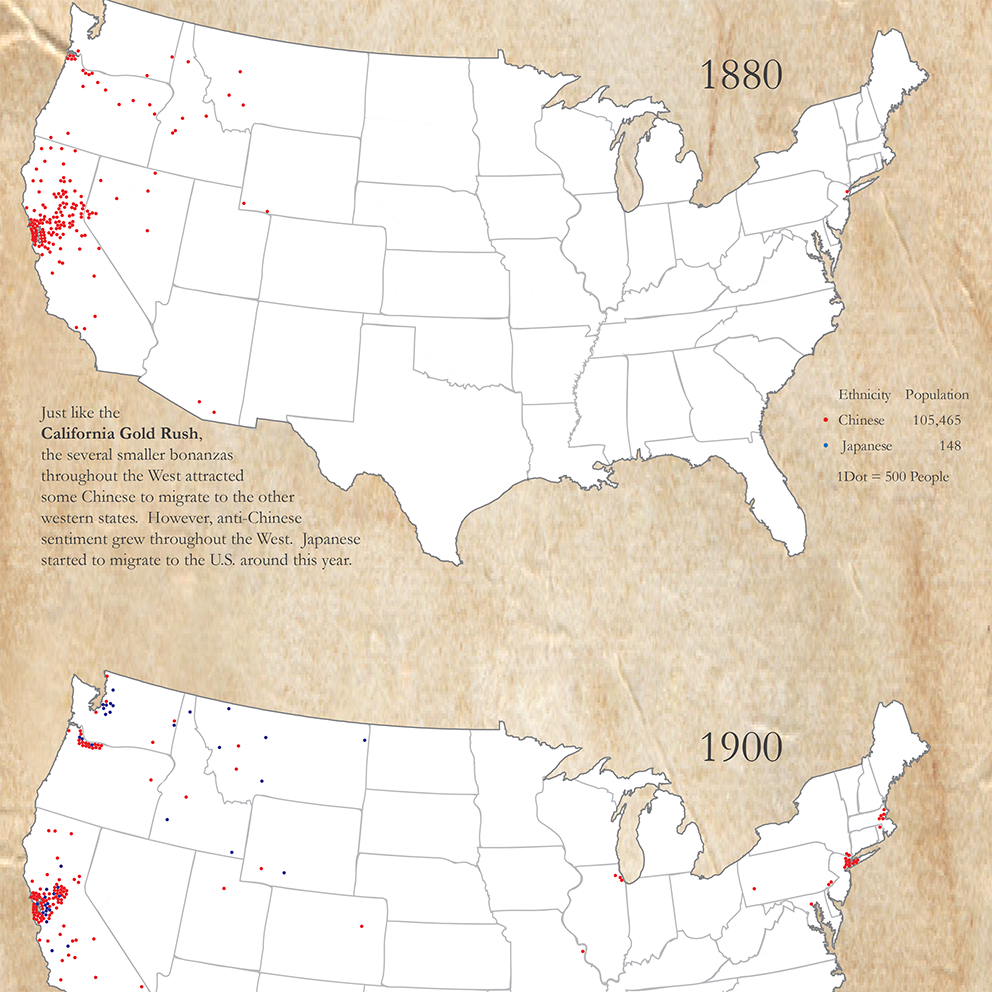 1880
Ethnicity Population
Chinese 105,465
Japanese 148
1Dot = 500 People
Just like the
California Gold Rush,
the several smaller bonanzas
throughout the West attracted
some Chinese to migrate to the other
western states. However, anti-Chinese
sentiment grew throughout the West. Japanese
started to migrate to the U.S. around this year.
1900